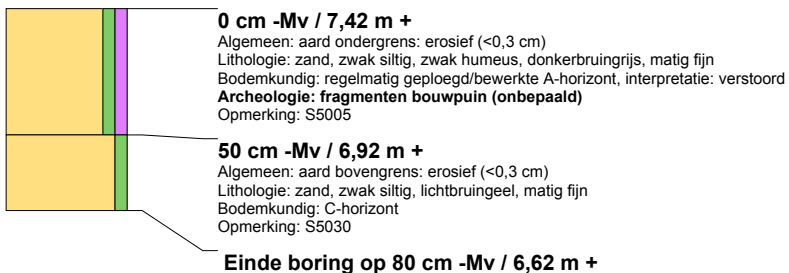 0 cm -Mv / 7,42 m +
Algemeen: aard ondergrens: erosief (<0,3 cm)
Lithologie: zand, zwak siltig, zwak humeus, donkerbruingrijs, matig fijn
Bodemkundig: regelmatig geploegd/bewerkte A-horizont, interpretatie: verstoord
Archeologie: fragmenten bouwpuin (onbepaald)
Opmerking: S5005
50 cm -Mv / 6,92 m +
Algemeen: aard bovengrens: erosief (<0,3 cm)
Lithologie: zand, zwak siltig, lichtbruingeel, matig fijn
Bodemkundig: C-horizont
Opmerking: S5030
Einde boring op 80 cm -Mv / 6,62 m +